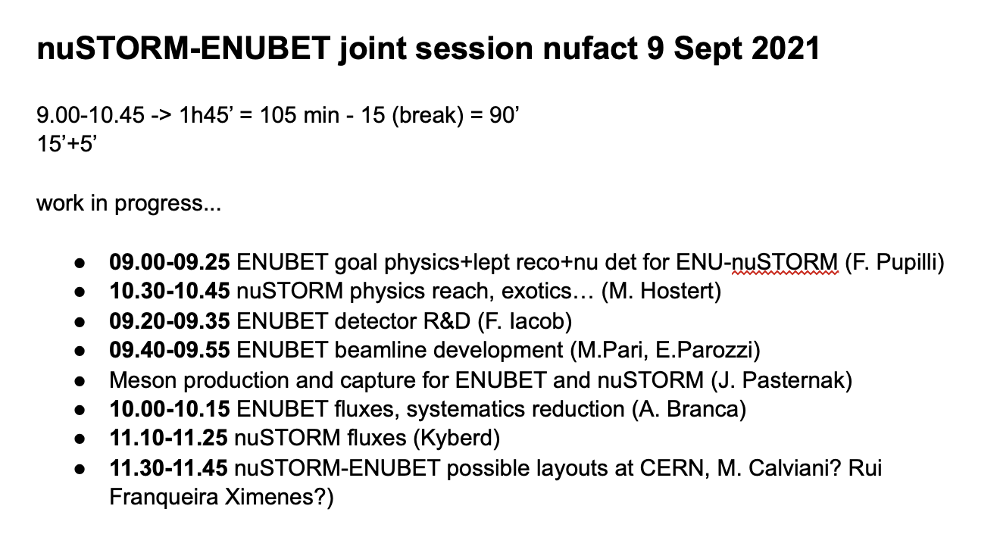 nuSTORM-ENUBET joint session nufact 9 Sept 2021
9.00-10.45 -> 1h45’ = 105 min - 15 (break) = 90’
15’+5’
work in progress...
● 09.00-09.25 ENUBET goal physics+lept reco+nu det for ENU-nuSTORM (F. Pupilli)
● 10.30-10.45 nuSTORM physics reach, exotics… (M. Hostert)
● 09.20-09.35 ENUBET detector R&D (F. Iacob)
● 09.40-09.55 ENUBET beamline development (M.Pari, E.Parozzi)
● Meson production and capture for ENUBET and nuSTORM (J. Pasternak)
● 10.00-10.15 ENUBET fluxes, systematics reduction (A. Branca)
● 11.10-11.25 nuSTORM fluxes (Kyberd)
● 11.30-11.45 nuSTORM-ENUBET possible layouts at CERN, M. Calviani? Rui
Franqueira Ximenes?)